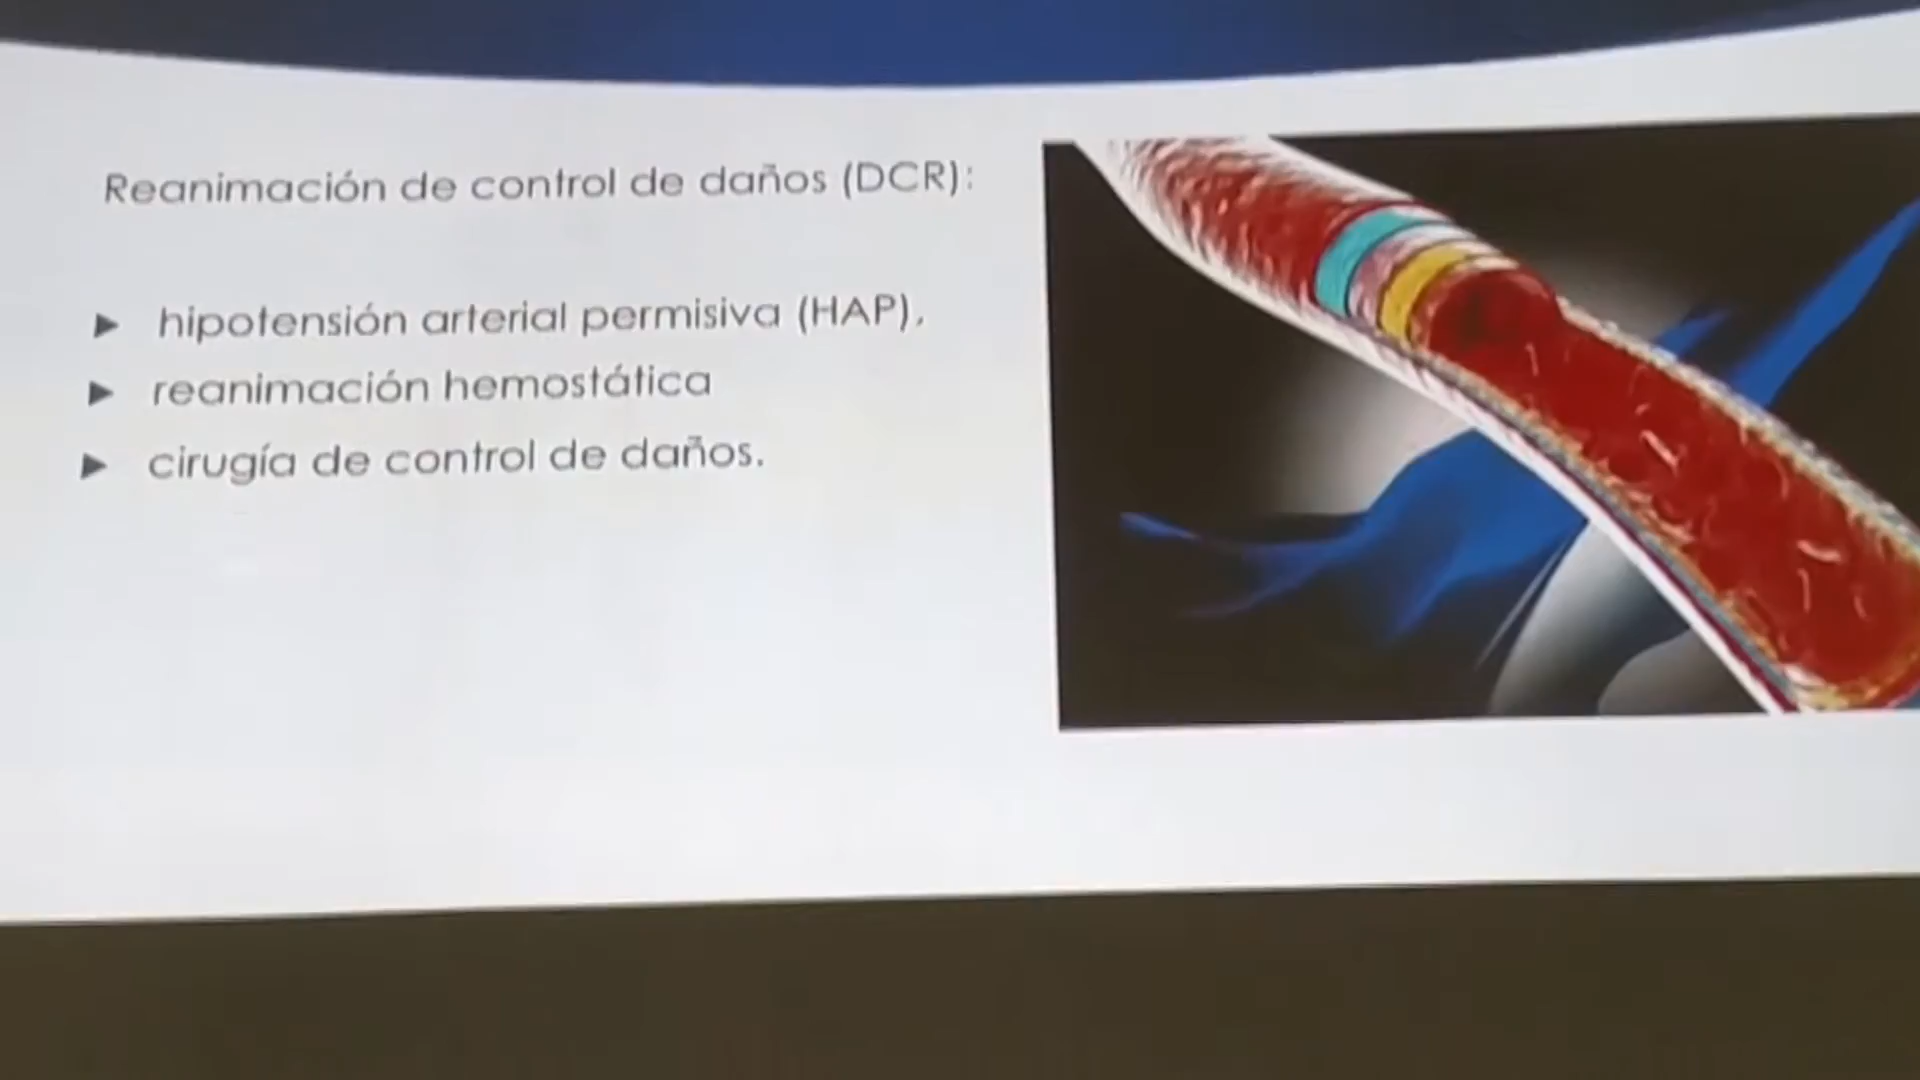 Reanimación de control de daños (DCR):
► hipotensión arterial permisiva (HAP),
► reanimación hemostática
► cirugía de control de daños.